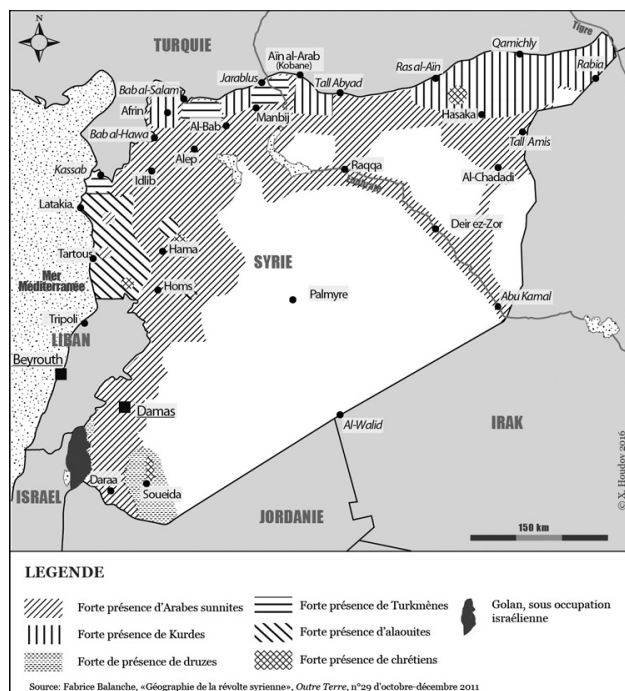 TURQUIE
Tigre
Qamichly
Aïn al-Arab
(Kobane)
Ras al-Aïn
Rabia
Jarablus
Tall Abyad
Bab al-Salam
Afrin
Manbij
Hasaka
Bab al-Hawa
Al-Bab
Tall Amis
Alep
Kassab
Idlib
Raqqa
Al-Chadadi
Latakia
Deir ez-Zor
Hama
SYRIE
Tartous
Mer
Méditerranée
Homs
Palmyre
Abu Kamal
Tripoli
LIBAN
Beyrouth
Damas
Al-Walid
IRAK
ISRAEL
Daraa
Soueida
JORDANIE
150 km
© X. Houdoy 2016
LEGENDE
Forte présence d'Arabes sunnites
Forte présence de Turkmènes
Golan, sous occupation
israélienne
Forte présence de Kurdes
Forte présence d'alaouites
Forte de présence de druzes
Forte présence de chrétiens
Source: Fabrice Balanche, «Géographie de la révolte syrienne», Outre Terre, n°29 d'octobre-décembre 2011